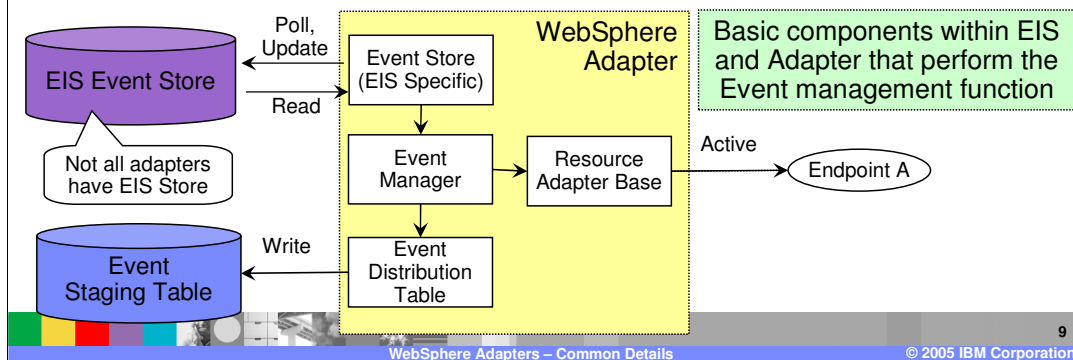 Poll,
Update
EIS Event Store
Read
Not all adapters
have EIS Store
Event
Staging Table
Write
WebSphere
Adapter
Event Store
(EIS Specific)
Event
Manager
Resource
Adapter Base
Event
Distribution
Table
Active
Endpoint A
Basic components within EIS
and Adapter that perform the
Event management function
9
WebSphere Adapters – Common Details
© 2005 IBM Corporation